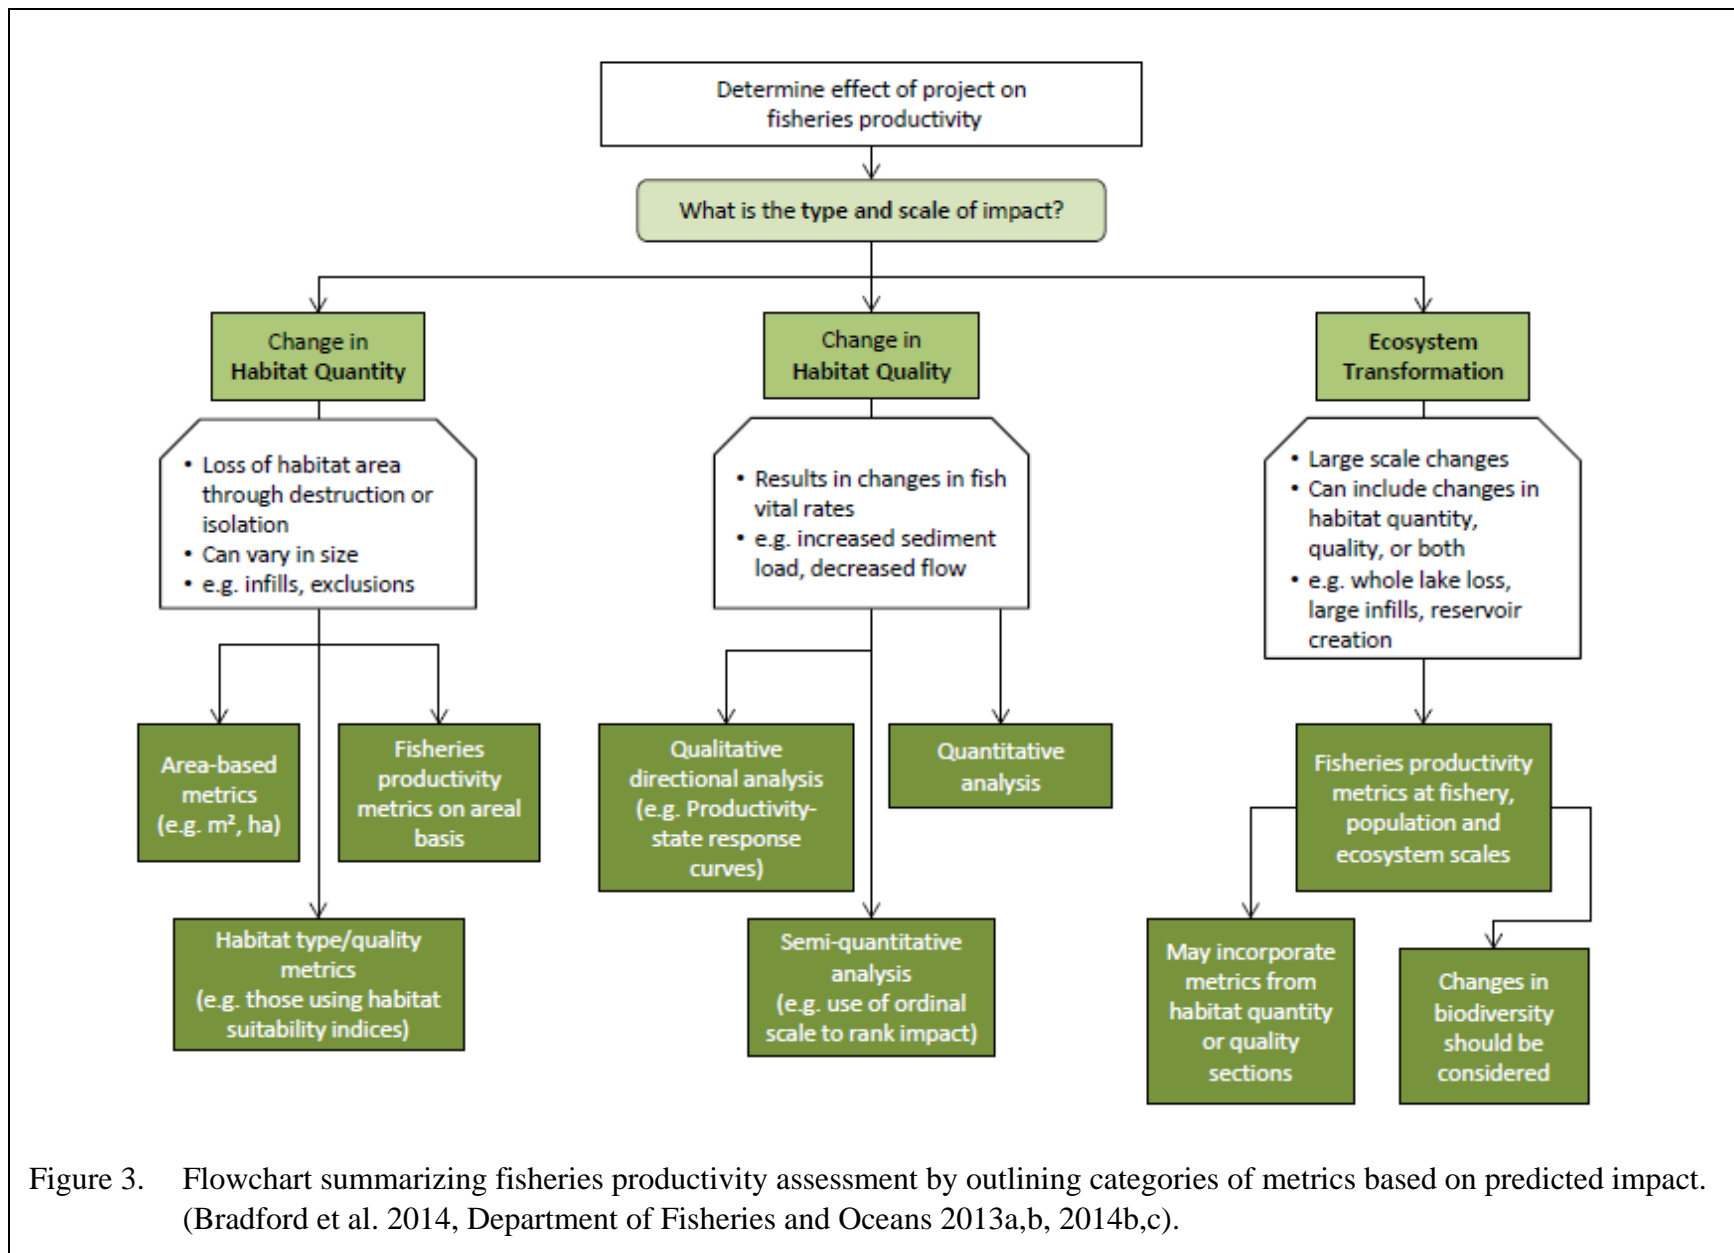 Determine effect of project on
fisheries productivity
What is the type and scale of impact?
Change in
Habitat Quantity
Change in
Habitat Quality
Ecosystem
Transformation
• Loss of habitat area
through destruction or
isolation
• Can vary in size
• e.g. infills, exclusions
• Results in changes in fish
vital rates
• e.g. increased sediment
load, decreased flow
• Large scale changes
• Can include changes in
habitat quantity,
quality, or both
• e.g. whole lake loss,
large infills, reservoir
creation
Area-based
metrics
(e.g. m², ha)
Fisheries
productivity
metrics on areal
basis
Habitat type/quality
metrics
(e.g. those using habitat
suitability indices)
Qualitative
directional analysis
(e.g. Productivity-
state response
curves)
Quantitative
analysis
Semi-quantitative
analysis
(e.g. use of ordinal
scale to rank impact)
Fisheries productivity
metrics at fishery,
population and
ecosystem scales
May incorporate
metrics from
habitat quantity
or quality
sections
Changes in
biodiversity
should be
considered
Figure 3. Flowchart summarizing fisheries productivity assessment by outlining categories of metrics based on predicted impact.
(Bradford et al. 2014, Department of Fisheries and Oceans 2013a,b, 2014b,c).